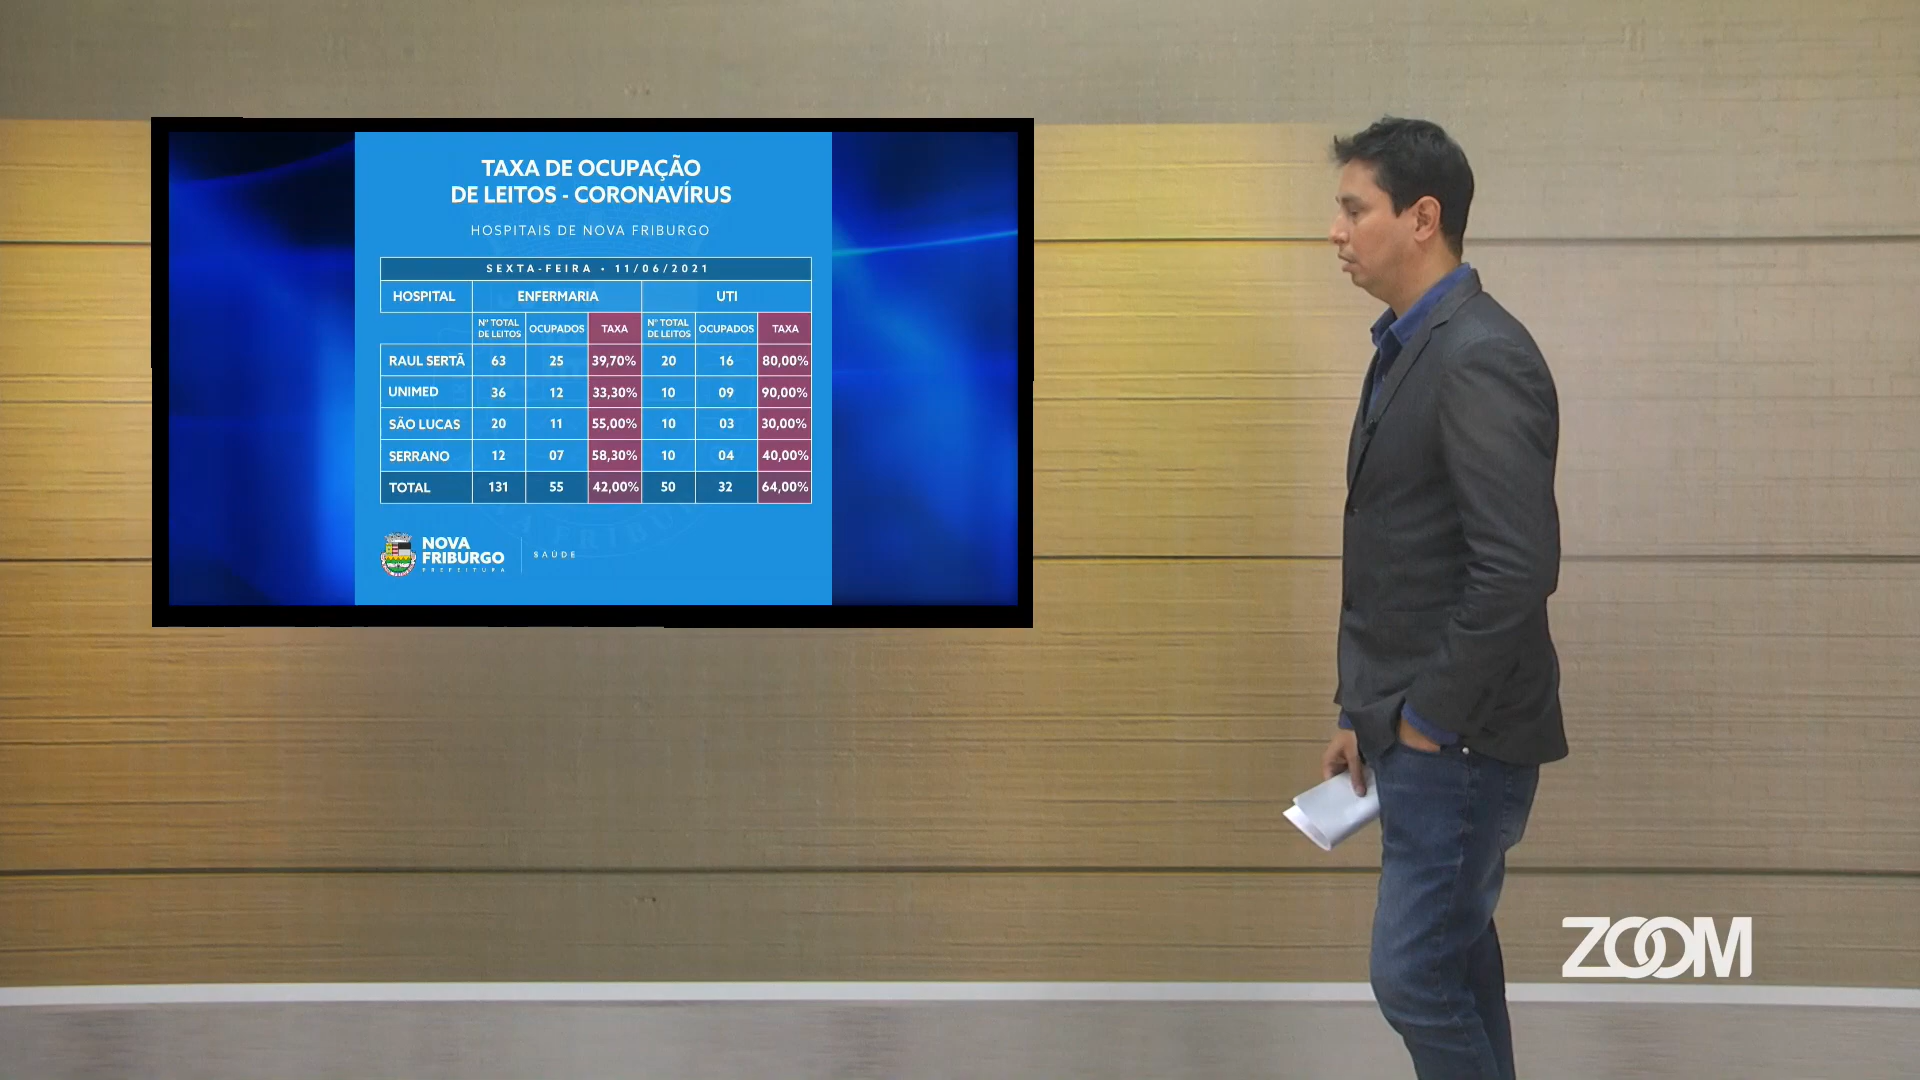 TAXA DE OCUPAÇÃO
DE LEITOS - CORONAVÍRUS
HOSPITAIS DE NOVA FRIBURGO
SEXTA-FEIRA • 11/06/2021
HOSPITAL ENFERMARIA UTI
Nº TOTAL DE LEITOS OCUPADOS TAXA Nº TOTAL DE LEITOS OCUPADOS TAXA
RAUL SERTÃ 63 25 39,70% 20 16 80,00%
UNIMED 36 12 33,30% 10 09 90,00%
SÃO LUCAS 20 11 55,00% 10 03 30,00%
SERRANO 12 07 58,30% 10 04 40,00%
TOTAL 131 55 42,00% 50 32 64,00%
NOVA
FRIBURGO
PREFEITURA
SAÚDE
ZOOM